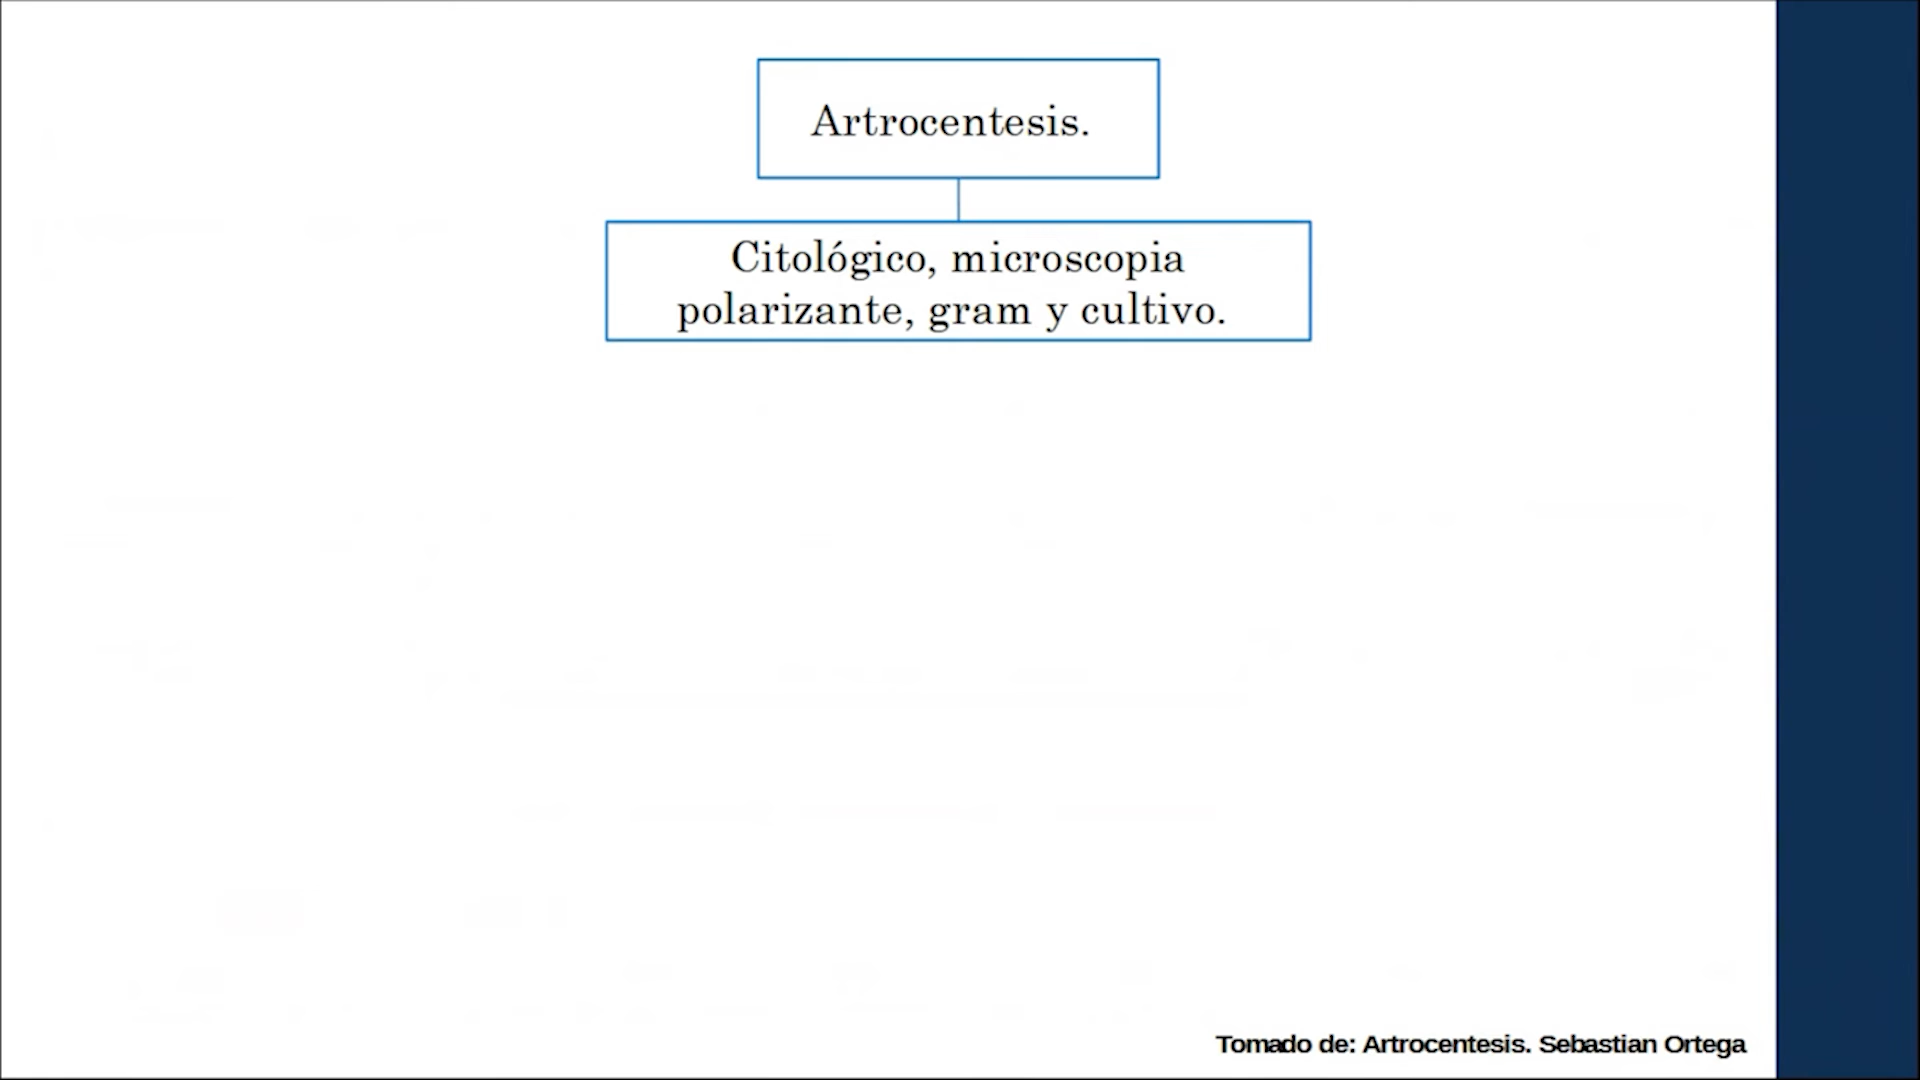 Artrocentesis.
Citológico, microscopia
polarizante, gram y cultivo.
Tomado de: Artrocentesis. Sebastian Ortega